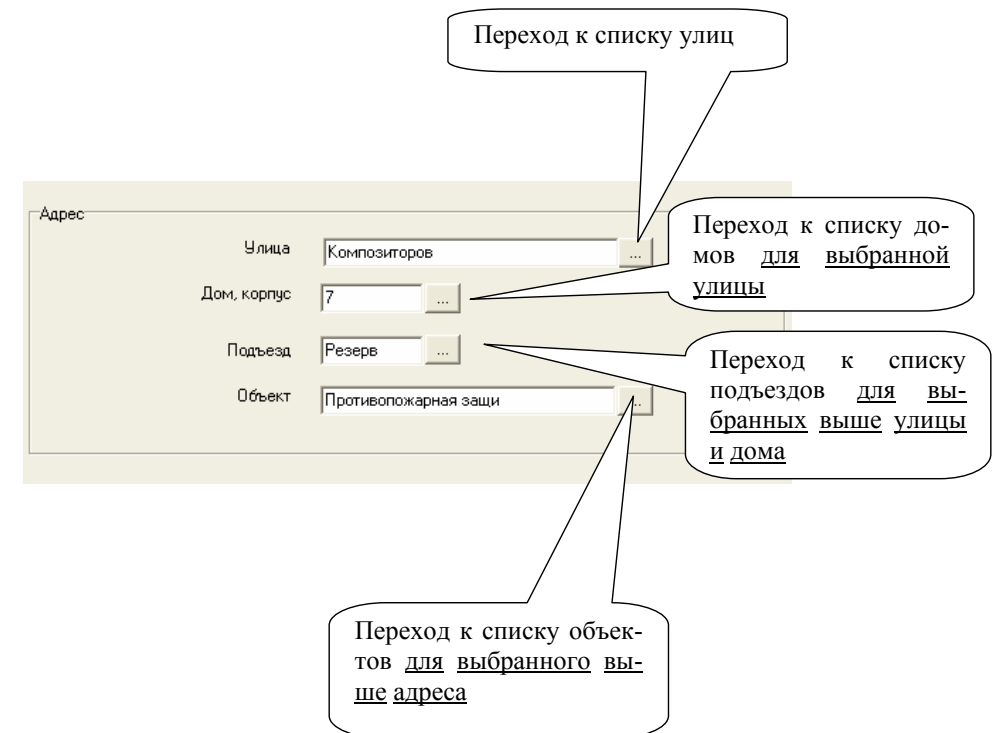 Переход к списку улиц
Адрес
Улица
Композиторов
...
Переход к списку до-
мов для выбранной
улицы
Дом, корпус
7
...
Подъезд
Резерв
...
Переход к списку
подъездов для вы-
бранных выше улицы
и дома
Объект
Противопожарная защи
...
Переход к списку объек-
тов для выбранного вы-
ше адреса